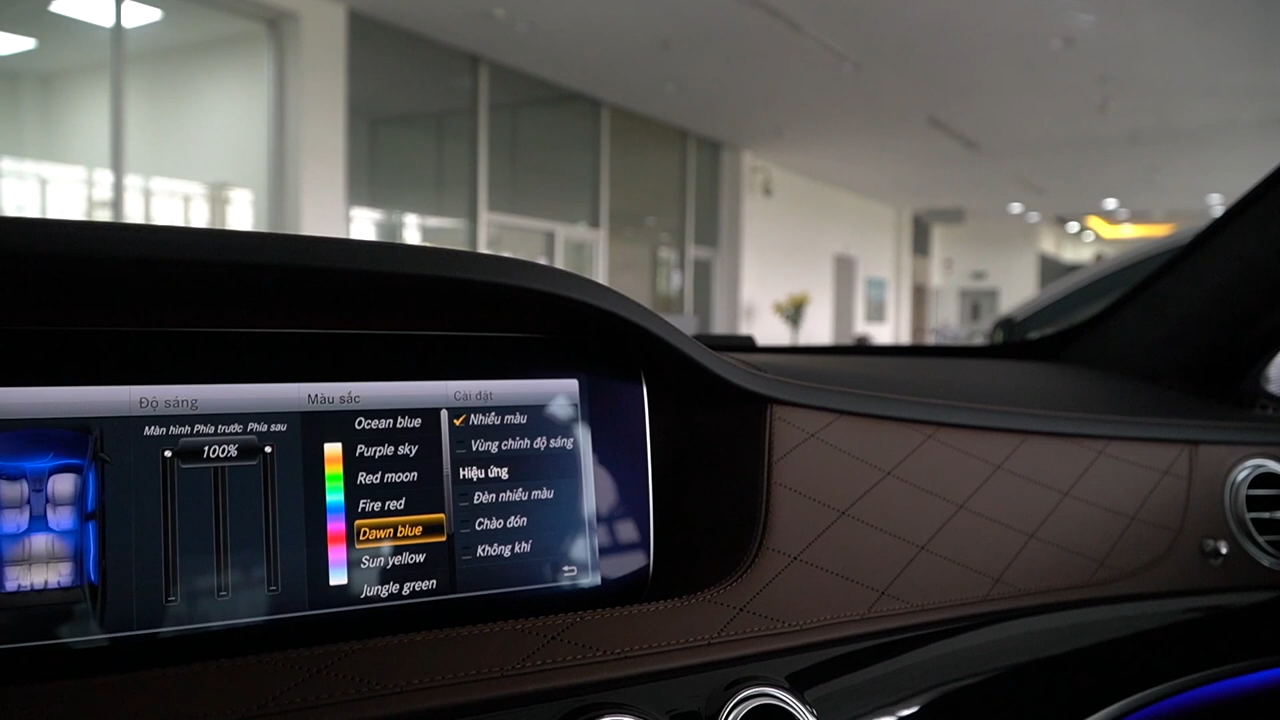 Độ sáng
Màn hình Phía trước Phía sau
100%
Màu sắc
Ocean blue
Purple sky
Red moon
Fire red
Dawn blue
Sun yellow
Jungle green
Cài đặt
Nhiều màu
Vùng chỉnh độ sáng
Hiệu ứng
Đèn nhiều màu
Chào đón
Không khí